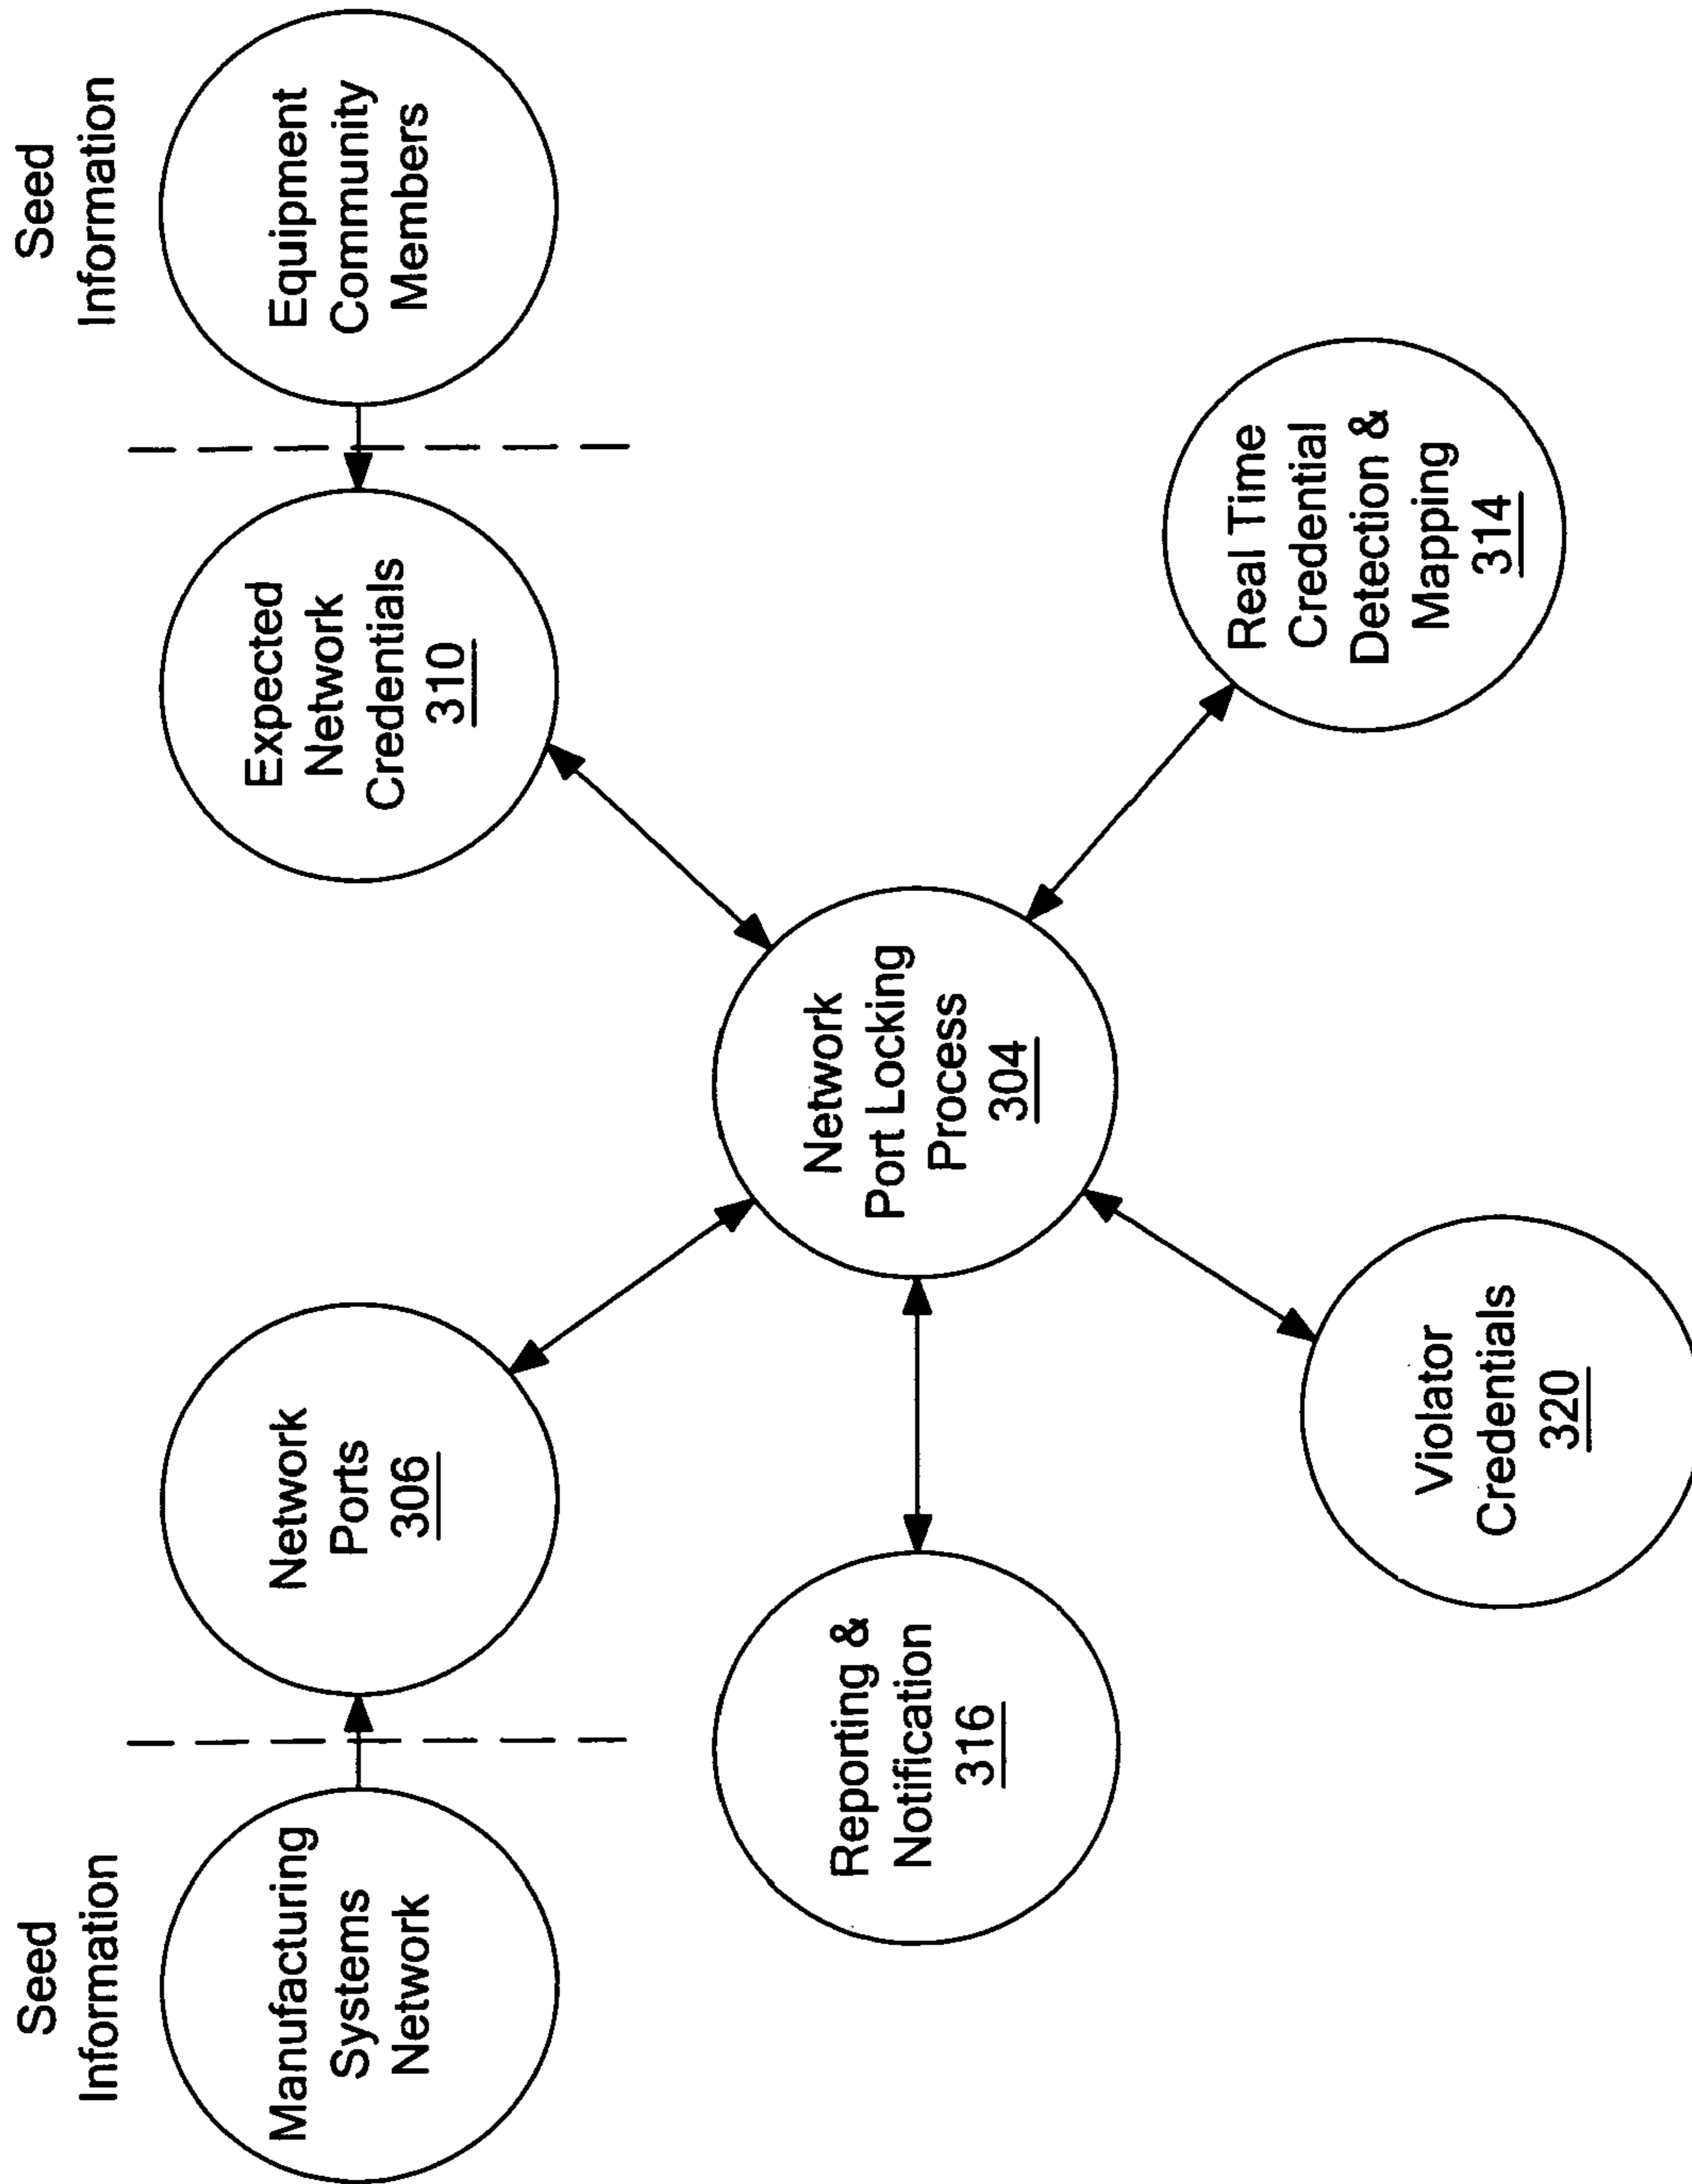 Seed
Information
Seed
Information
Manufacturing
Systems
Network
Network
Ports
306
Expected
Network
Credentials
310
Equipment
Community
Members
Reporting &
Notification
316
Network
Port Locking
Process
304
Violator
Credentials
320
Real Time
Credential
Detection &
Mapping
314